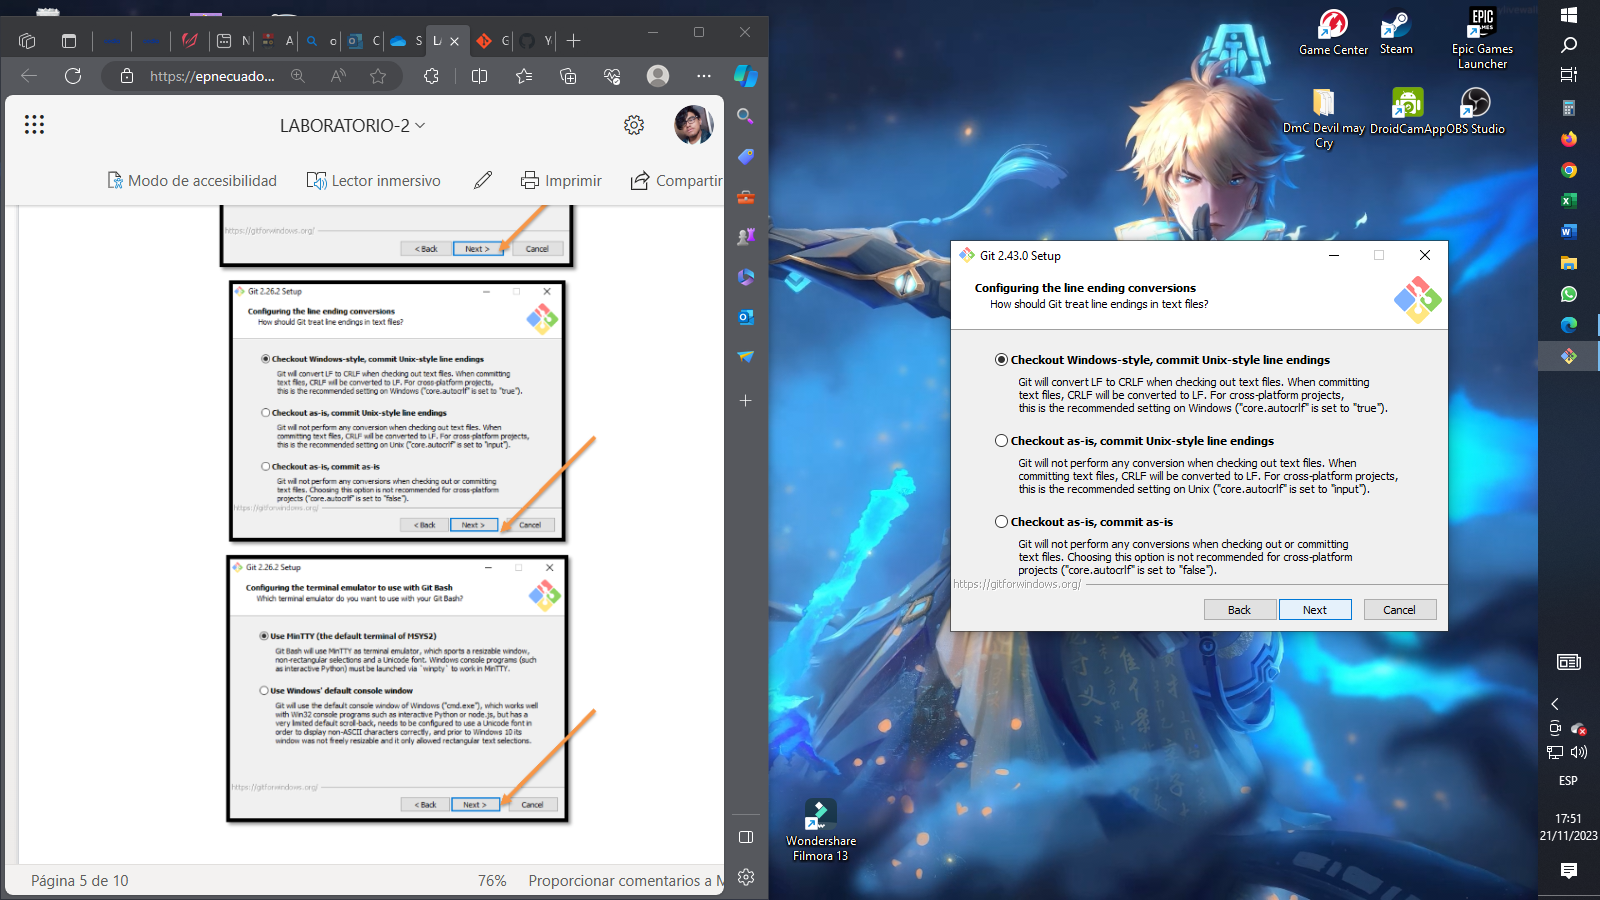 N
A
o
C
S
LA
G
Y
https://epnecuado...
LABORATORIO-2
Modo de accesibilidad
Lector inmersivo
Imprimir
Compartir
https://gitforwindows.org/
< Back
Next >
Cancel
Git 2.26.2 Setup
Configuring the line ending conversions
How should Git treat line endings in text files?
Checkout Windows-style, commit Unix-style line endings
Git will convert LF to CRLF when checking out text files. When committing
text files, CRLF will be converted to LF. For cross-platform projects,
this is the recommended setting on Windows ("core.autocrlf" is set to "true").
Checkout as-is, commit Unix-style line endings
Git will not perform any conversion when checking out text files. When
committing text files, CRLF will be converted to LF. For cross-platform projects,
this is the recommended setting on Unix ("core.autocrlf" is set to "input").
Checkout as-is, commit as-is
Git will not perform any conversions when checking out or committing
text files. Choosing this option is not recommended for cross-platform
projects ("core.autocrlf" is set to "false").
https://gitforwindows.org/
< Back
Next >
Cancel
Git 2.26.2 Setup
Configuring the terminal emulator to use with Git Bash
Which terminal emulator do you want to use with your Git Bash?
Use MinTTY (the default terminal of MSYS2)
Git Bash will use MinTTY as terminal emulator, which sports a resizable window,
non-rectangular selections and a Unicode font. Windows console programs (such
as interactive Python) must be launched via `winpty` to work in MinTTY.
Use Windows' default console window
Git will use the default console window of Windows ("cmd.exe"), which works well
with Win32 console programs such as interactive Python or node.js, but has a
very limited default scroll-back, needs to be configured to use a Unicode font in
order to display non-ASCII characters correctly, and prior to Windows 10 its
window was not freely resizable and it only allowed rectangular text selections.
https://gitforwindows.org/
< Back
Next >
Cancel
Página 5 de 10
76%
Proporcionar comentarios a M
Game Center
Steam
EPIC
GAMES
Epic Games
Launcher
DmC Devil may
Cry
DroidCamApp
OBS Studio
Git 2.43.0 Setup
Configuring the line ending conversions
How should Git treat line endings in text files?
Checkout Windows-style, commit Unix-style line endings
Git will convert LF to CRLF when checking out text files. When committing
text files, CRLF will be converted to LF. For cross-platform projects,
this is the recommended setting on Windows ("core.autocrlf" is set to "true").
Checkout as-is, commit Unix-style line endings
Git will not perform any conversion when checking out text files. When
committing text files, CRLF will be converted to LF. For cross-platform projects,
this is the recommended setting on Unix ("core.autocrlf" is set to "input").
Checkout as-is, commit as-is
Git will not perform any conversions when checking out or committing
text files. Choosing this option is not recommended for cross-platform
projects ("core.autocrlf" is set to "false").
https://gitforwindows.org/
Back
Next
Cancel
Wondershare
Filmora 13
ESP
17:51
21/11/2023